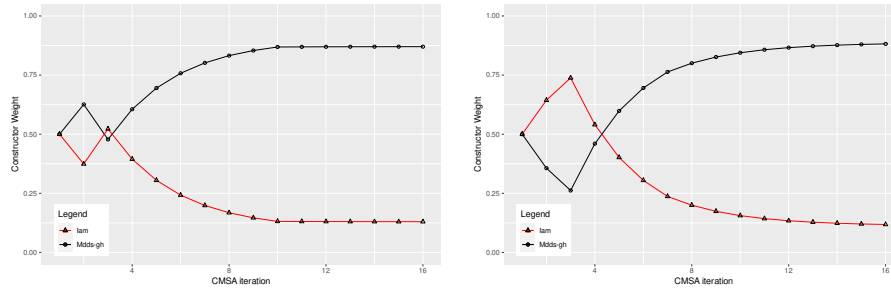 1.00
0.75
0.50
0.25
0.00
Constructor Weight
Legend
lam
Mdds-gh
4
8
12
16
CMSA iteration
1.00
0.75
0.50
0.25
0.00
Constructor Weight
Legend
lam
Mdds-gh
4
8
12
16
CMSA iteration